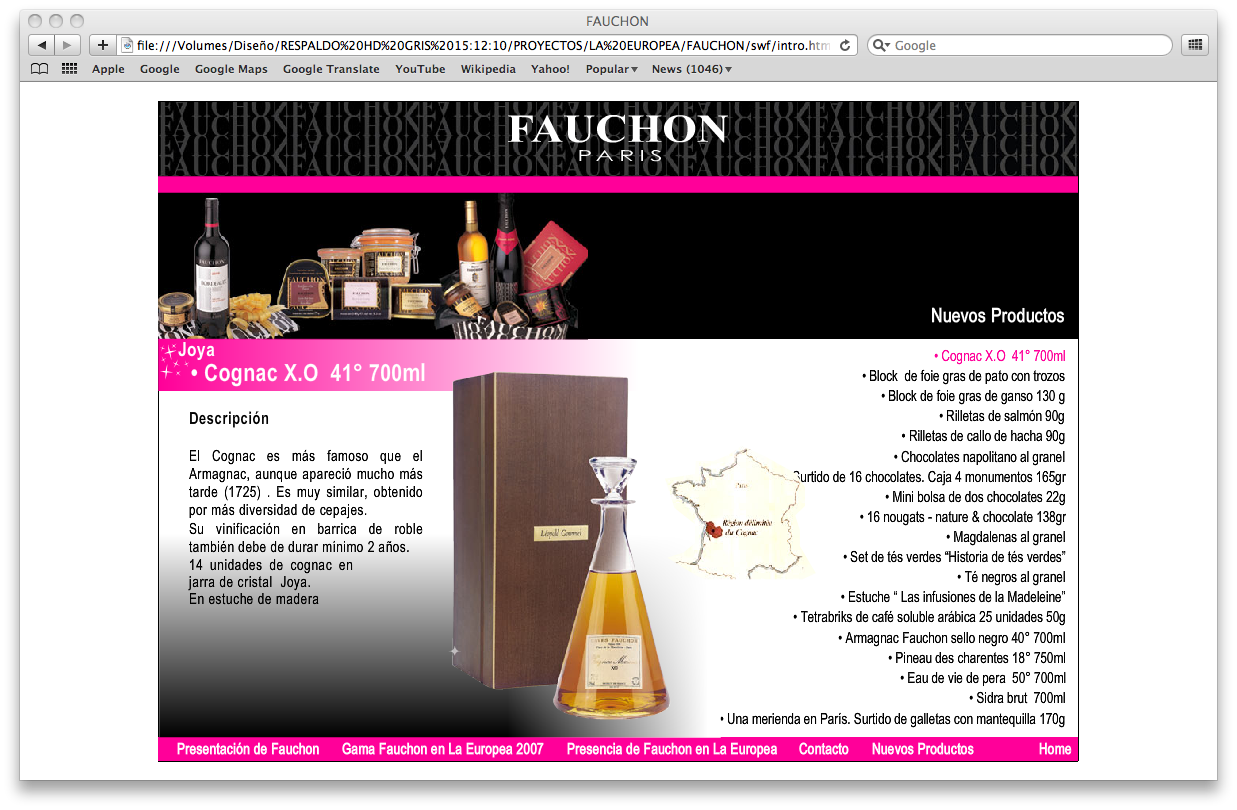 FAUCHON
file:///Volumes/Diseño/RESPALDO%20HD%20GRIS%2015:12:10/PROYECTOS/LA%20EUROPEA/FAUCHON/swf/intro.htm
Google
Apple Google Google Maps Google Translate YouTube Wikipedia Yahoo! Popular News (1046)
FAUCHON
PARIS
Nuevos Productos
Joya
• Cognac X.O 41° 700ml
Descripción
El Cognac es más famoso que el
Armagnac, aunque apareció mucho más
tarde (1725) . Es muy similar, obtenido
por más diversidad de cepajes.
Su vinificación en barrica de roble
también debe de durar mínimo 2 años.
14 unidades de cognac en
jarra de cristal Joya.
En estuche de madera
Léopold Gourmel
Paris
Région délimitée
du Cognac
XO
• Cognac X.O 41° 700ml
• Block de foie gras de pato con trozos
• Block de foie gras de ganso 130 g
• Rilletas de salmón 90g
• Rilletas de callo de hacha 90g
• Chocolates napolitano al granel
Surtido de 16 chocolates. Caja 4 monumentos 165gr
• Mini bolsa de dos chocolates 22g
• 16 nougats - nature & chocolate 138gr
• Magdalenas al granel
• Set de tés verdes “Historia de tés verdes”
• Té negros al granel
• Estuche “ Las infusiones de la Madeleine”
• Tetrabriks de café soluble arábica 25 unidades 50g
• Armagnac Fauchon sello negro 40° 700ml
• Pineau des charentes 18° 750ml
• Eau de vie de pera 50° 700ml
• Sidra brut 700ml
• Una merienda en París. Surtido de galletas con mantequilla 170g
Presentación de Fauchon Gama Fauchon en La Europea 2007 Presencia de Fauchon en La Europea Contacto Nuevos Productos Home